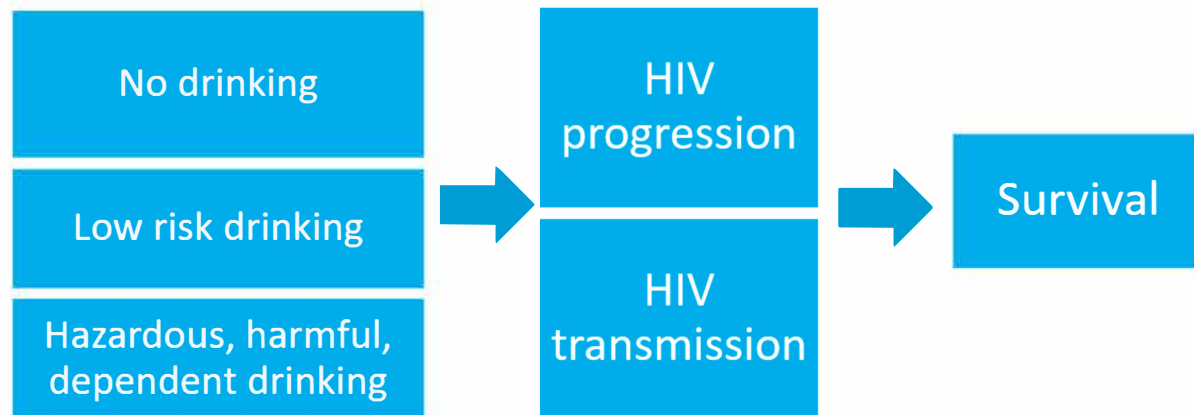 No drinking
Low risk drinking
Hazardous, harmful,
dependent drinking
HIV
progression
HIV
transmission
Survival